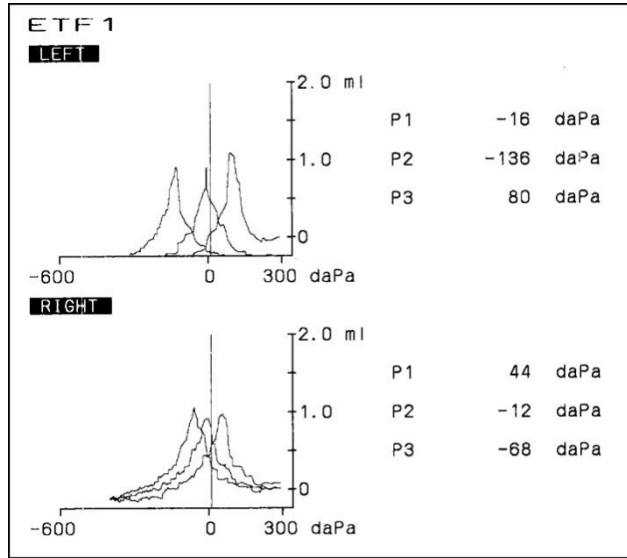 ETF1
LEFT
2.0 ml
P1 -16 daPa
P2 -136 daPa
1.0
P3 80 daPa
0
-600 0 300 daPa
RIGHT
2.0 ml
P1 44 daPa
P2 -12 daPa
1.0
P3 -68 daPa
0
-600 0 300 daPa